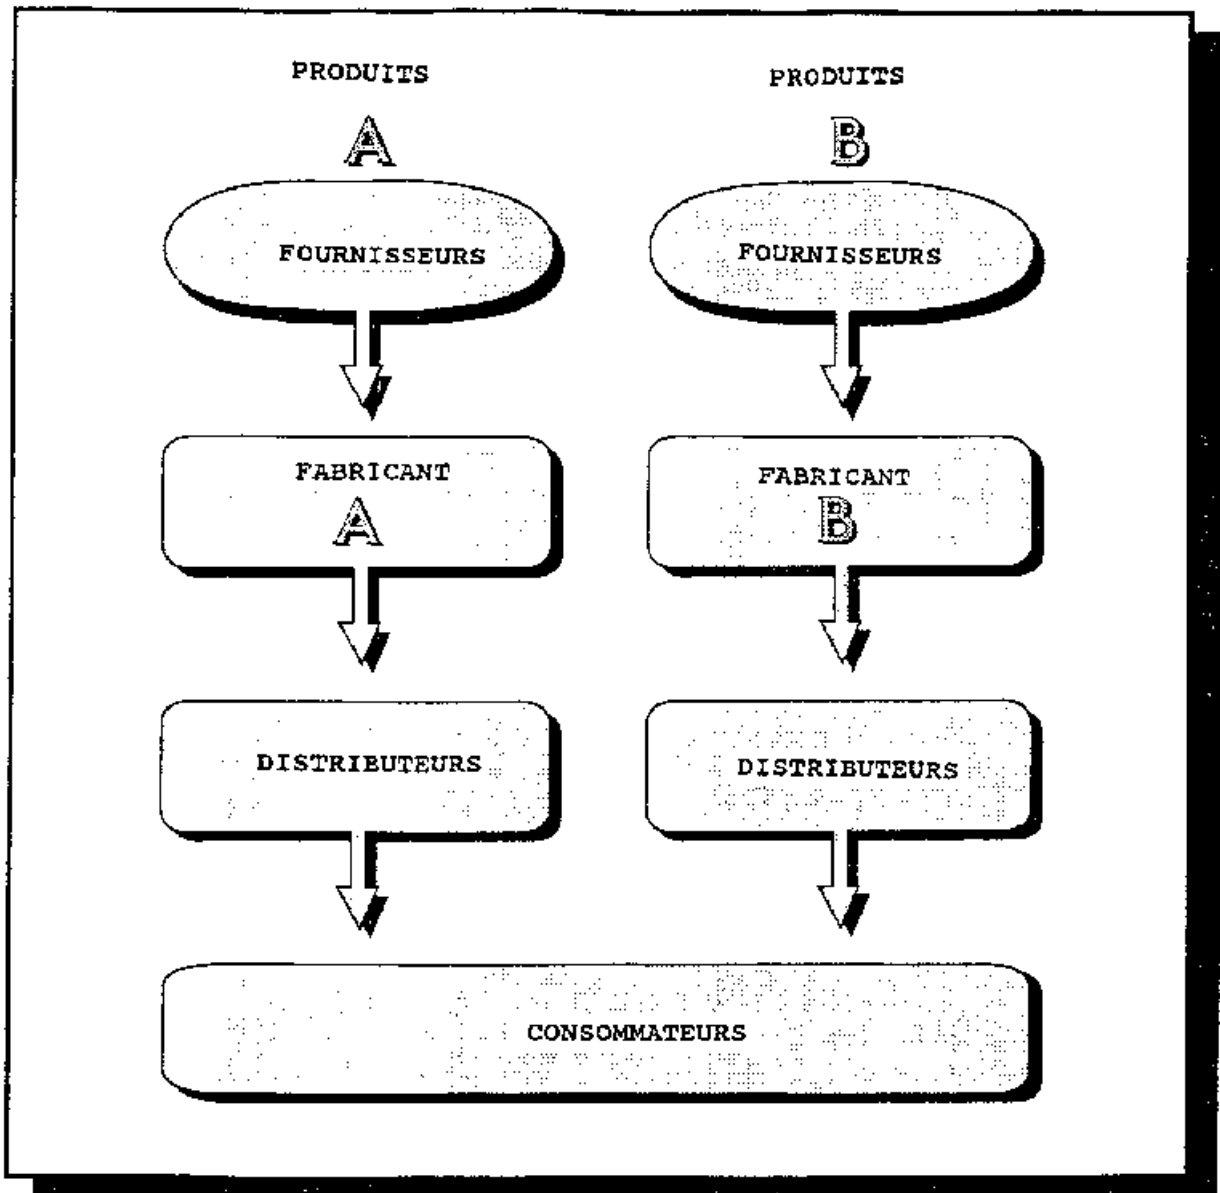 PRODUITS
A
FOURNISSEURS
FABRICANT
A
DISTRIBUTEURS
PRODUITS
B
FOURNISSEURS
FABRICANT
B
DISTRIBUTEURS
CONSOMMATEURS